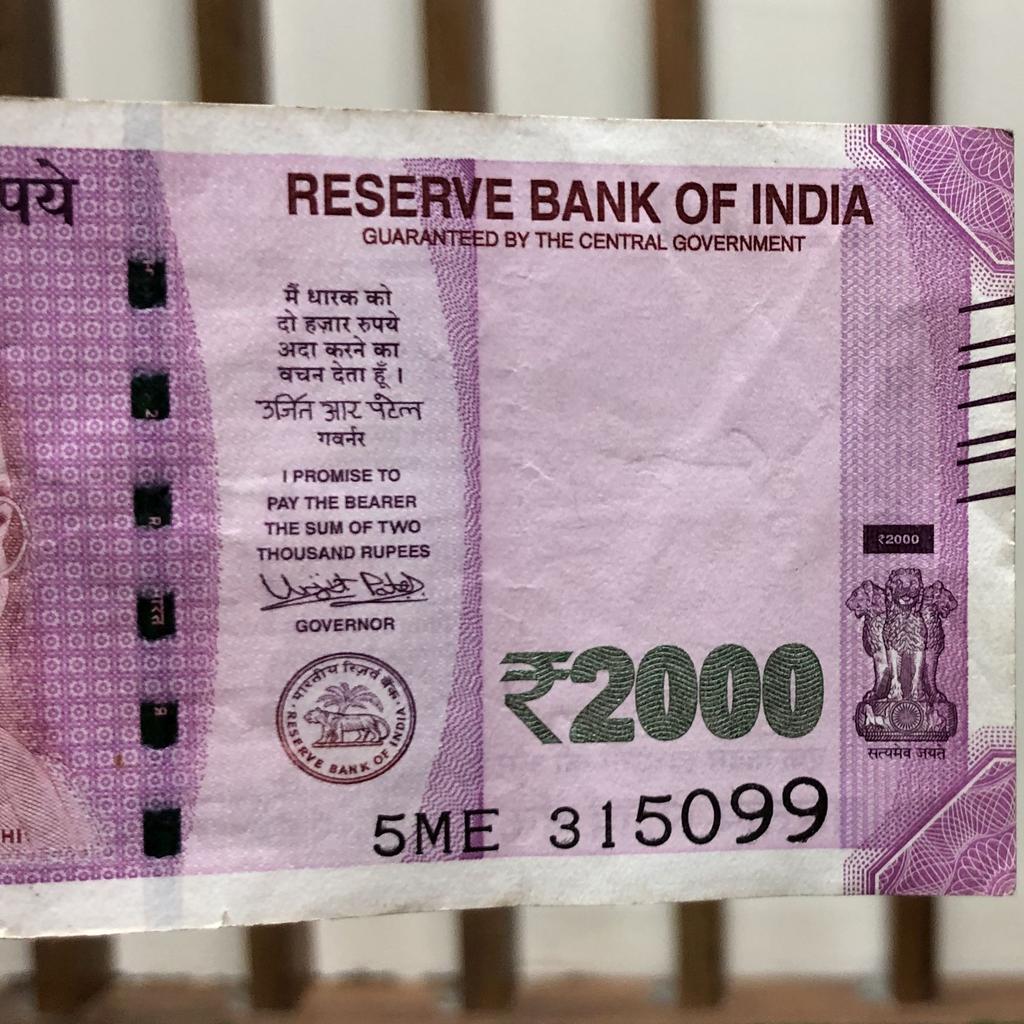 पये
RESERVE BANK OF INDIA
GUARANTEED BY THE CENTRAL GOVERNMENT
मैं धारक को
दो हज़ार रुपये
अदा करने का
वचन देता हूँ ।
उर्जित आर पटेल
गवर्नर
I PROMISE TO
PAY THE BEARER
THE SUM OF TWO
THOUSAND RUPEES
Urjit Patel
GOVERNOR
भारतीय रिज़र्व बैंक
RESERVE BANK OF INDIA
₹2000
₹2000
सत्यमेव जयते
5ME 315099
HI